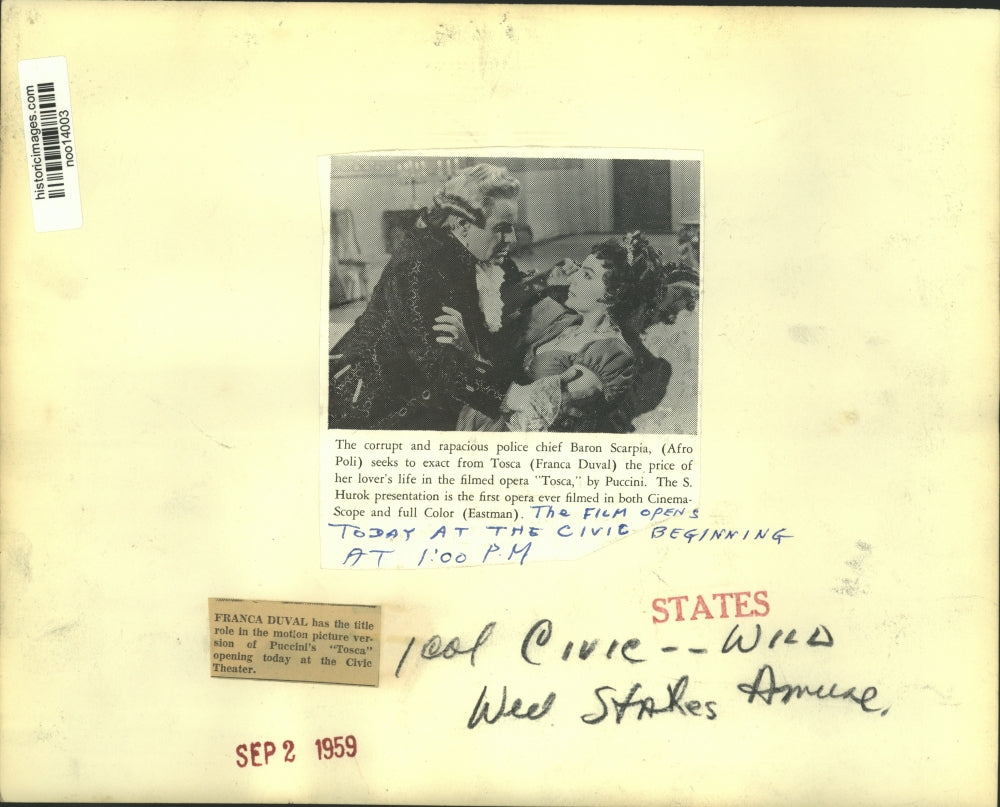 historicimages.com
noo14003
The corrupt and rapacious police chief Baron Scarpia, (Afro
Poli) seeks to exact from Tosca (Franca Duval) the price of
her lover's life in the filmed opera "Tosca," by Puccini. The S.
Hurok presentation is the first opera ever filmed in both Cinema-
Scope and full Color (Eastman). The FILM OPENS
TODAY AT THE CIVIC BEGINNING
AT 1:00 P.M
FRANCA DUVAL has the title
role in the motion picture ver-
sion of Puccini's "Tosca"
opening today at the Civic
Theater.
STATES
1 col Civic -- WILD
Wed States Amuse.
SEP 2 1959